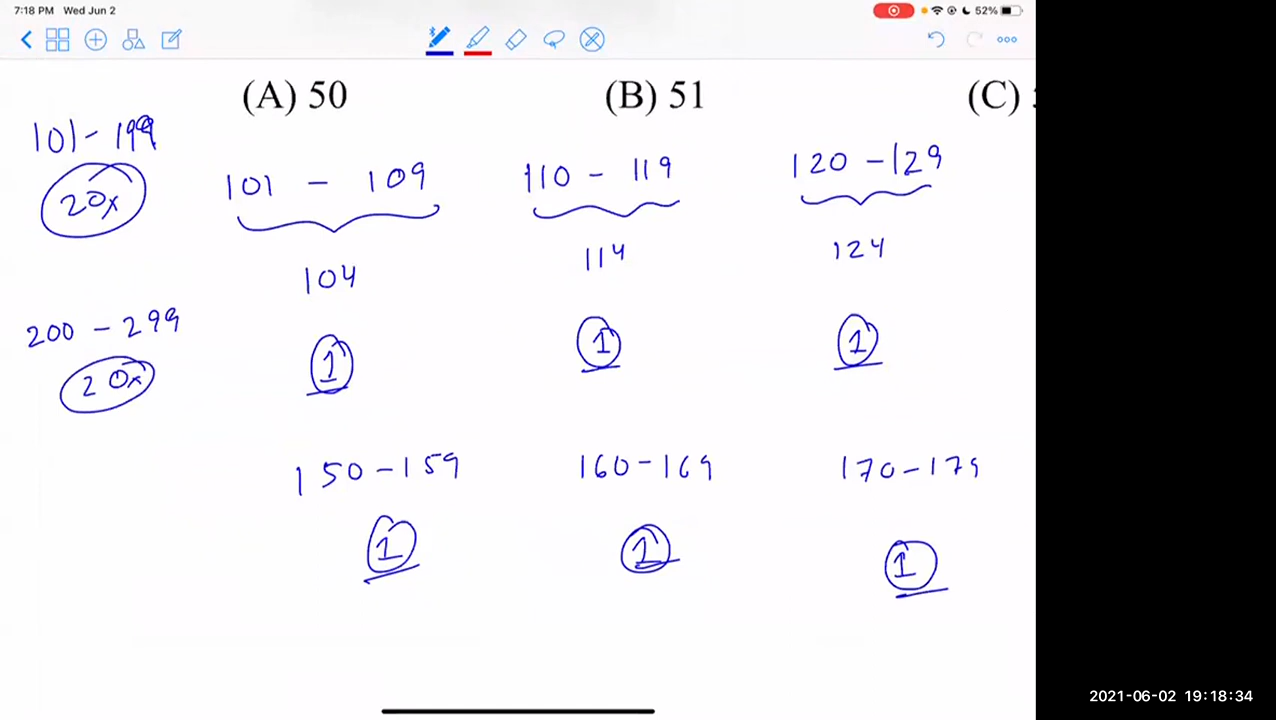 7:18 PM Wed Jun 2
52%
(A) 50 (B) 51 (C)
101 - 199
20x
101 - 109 110 - 119 120 - 129
104 114 124
200 - 299
20x
1 1 1
150 - 159 160 - 169 170 - 179
1 1 1
2021-06-02 19:18:34